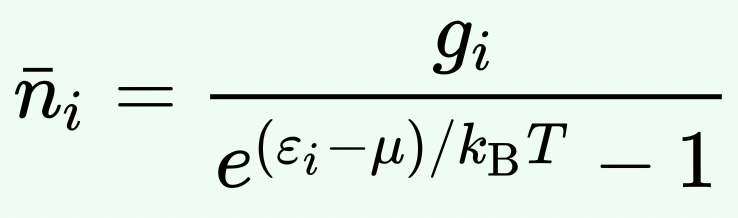 n̄ᵢ = gᵢ / (e^((εᵢ−μ)/k_B T) − 1)